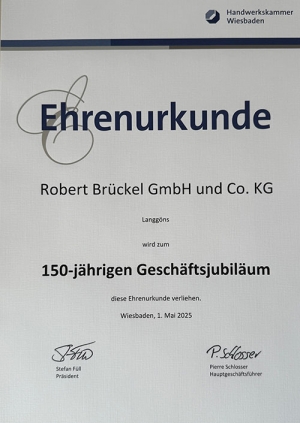 Handwerkskammer
Wiesbaden
Ehrenurkunde
Robert Brückel GmbH und Co. KG
Langgöns
wird zum
150-jährigen Geschäftsjubiläum
diese Ehrenurkunde verliehen.
Wiesbaden, 1. Mai 2025
P. Schlosser
Stefan Füll
Präsident
Pierre Schlosser
Hauptgeschäftsführer